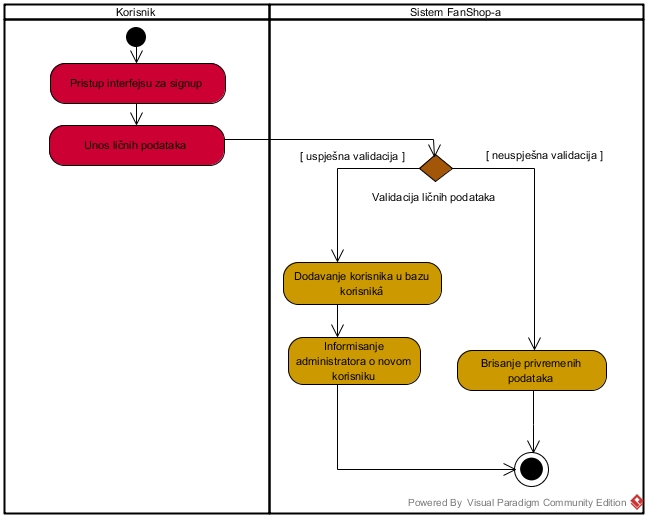 Korisnik
Sistem FanShop-a
Pristup interfejsu za signup
Unos ličnih podataka
[ uspješna validacija ]
[ neuspješna validacija ]
Validacija ličnih podataka
Dodavanje korisnika u bazu
korisnika
Informisanje
administratora o novom
korisniku
Brisanje privremenih
podataka
Powered By Visual Paradigm Community Edition